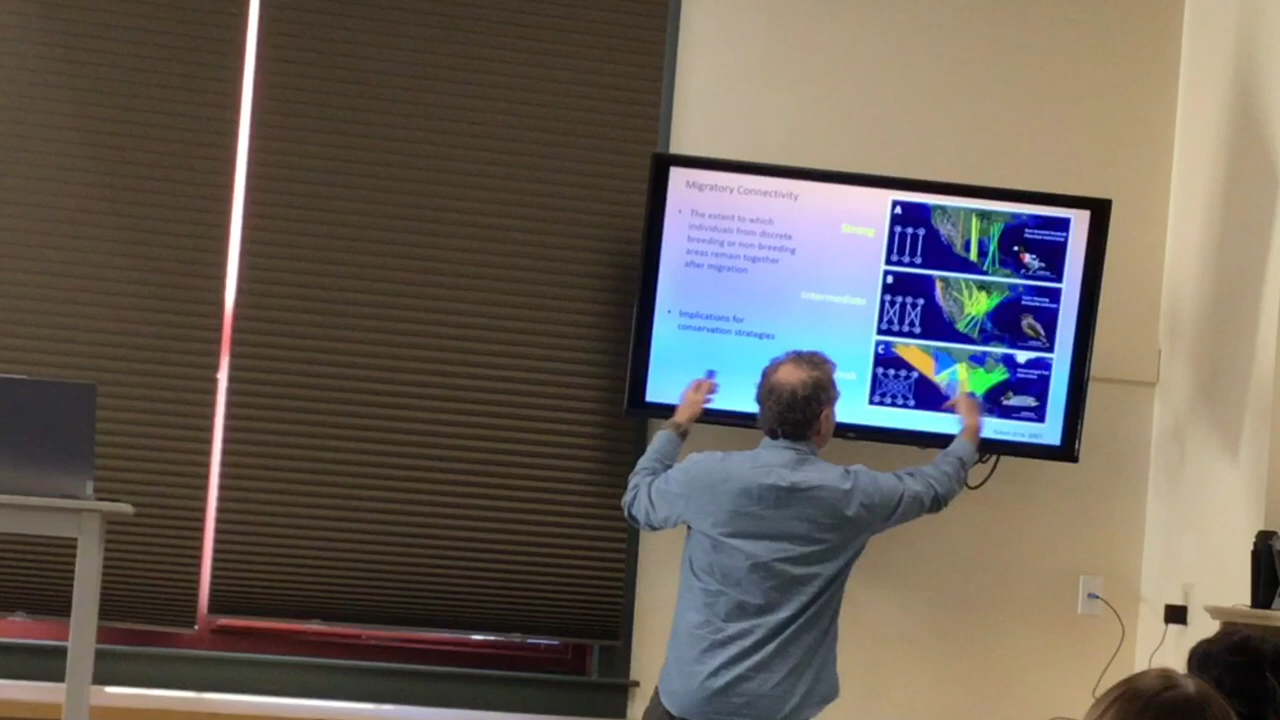 Migratory Connectivity
• The extent to which
individuals from discrete
breeding or non-breeding
areas remain together
after migration
• Implications for
conservation strategies
Strong
Intermediate
A
B
C